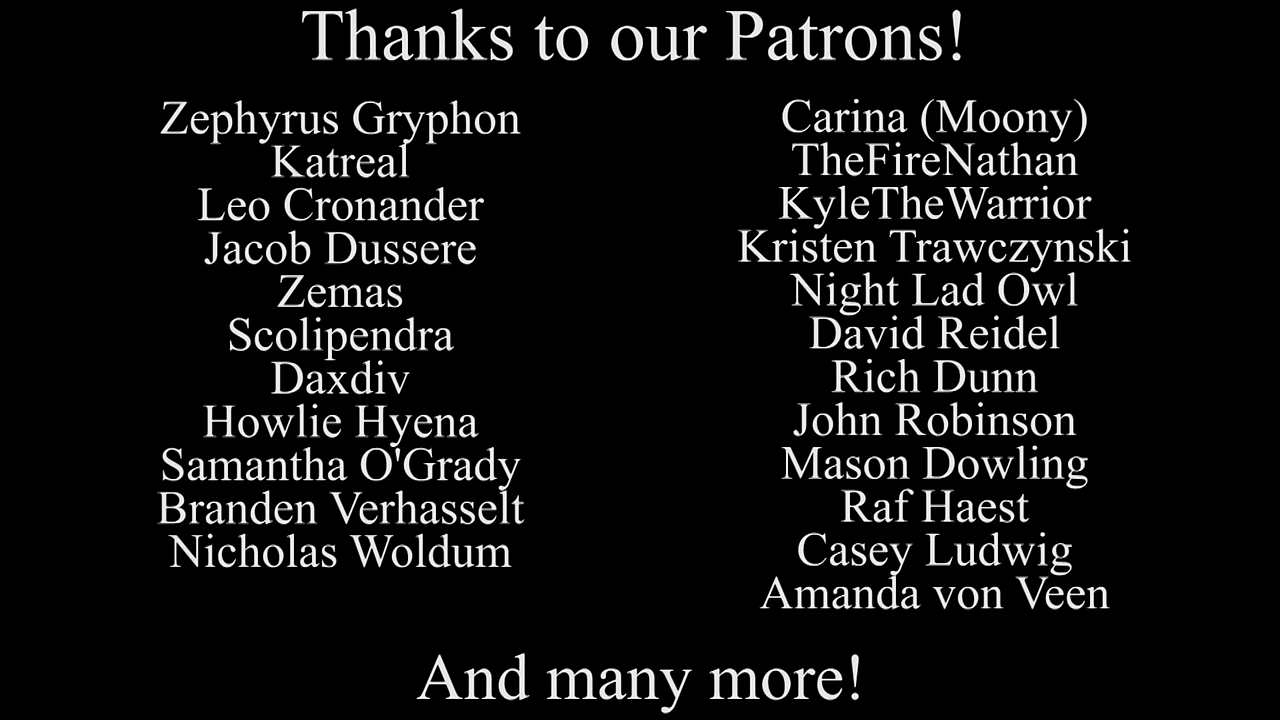 Thanks to our Patrons!
Zephyrus Gryphon
Katreal
Leo Cronander
Jacob Dussere
Zemas
Scolipendra
Daxdiv
Howlie Hyena
Samantha O'Grady
Branden Verhasselt
Nicholas Woldum
Carina (Moony)
TheFireNathan
KyleTheWarrior
Kristen Trawczynski
Night Lad Owl
David Reidel
Rich Dunn
John Robinson
Mason Dowling
Raf Haest
Casey Ludwig
Amanda von Veen
And many more!